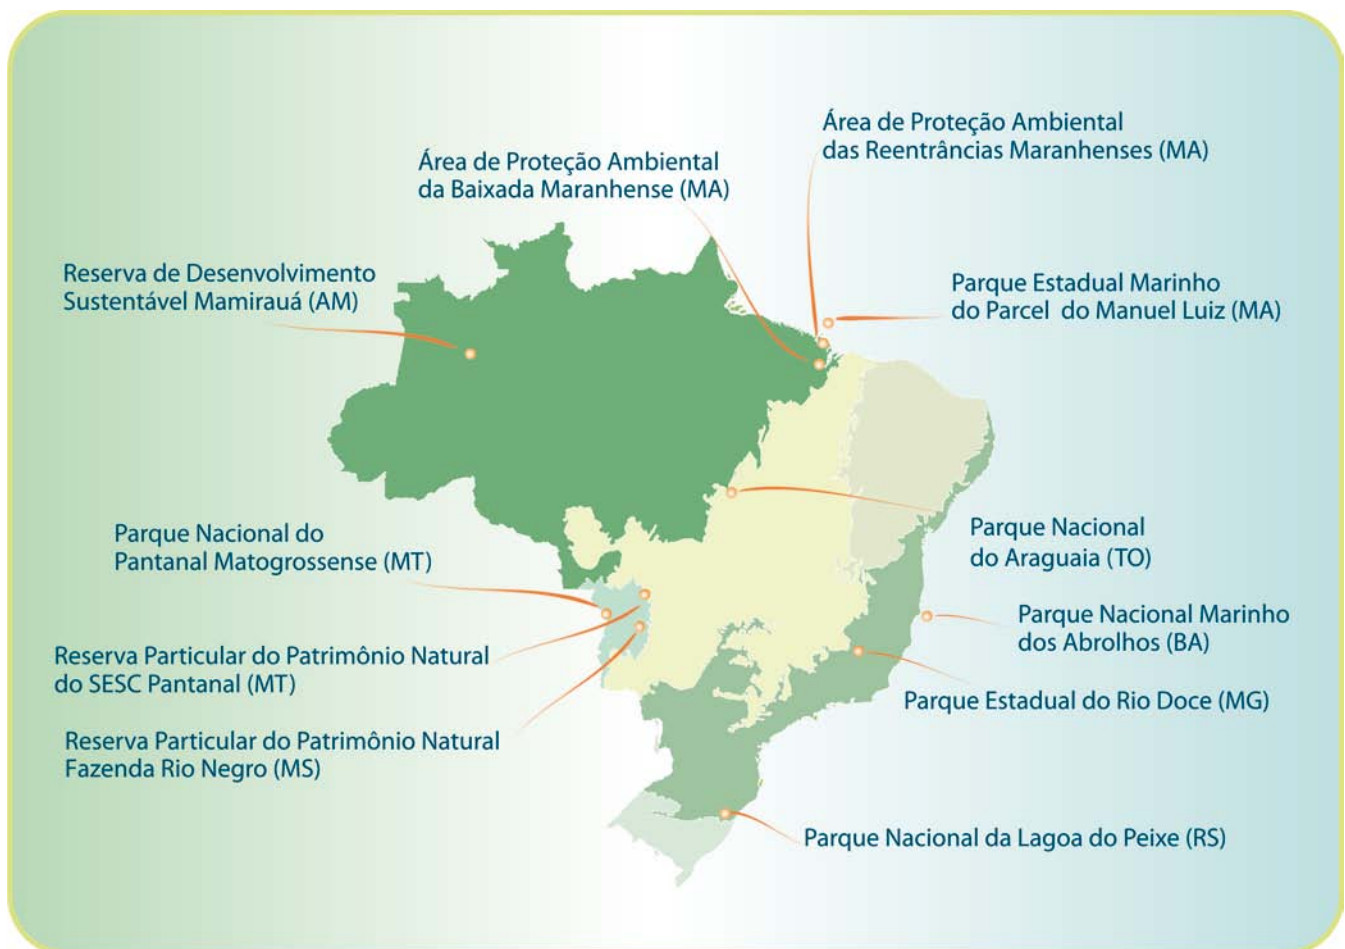 Área de Proteção Ambiental
das Reentrâncias Maranhenses (MA)
Área de Proteção Ambiental
da Baixada Maranhense (MA)
Reserva de Desenvolvimento
Sustentável Mamirauá (AM)
Parque Estadual Marinho
do Parcel do Manuel Luiz (MA)
Parque Nacional do
Pantanal Matogrossense (MT)
Parque Nacional
do Araguaia (TO)
Parque Nacional Marinho
dos Abrolhos (BA)
Reserva Particular do Patrimônio Natural
do SESC Pantanal (MT)
Parque Estadual do Rio Doce (MG)
Reserva Particular do Patrimônio Natural
Fazenda Rio Negro (MS)
Parque Nacional da Lagoa do Peixe (RS)